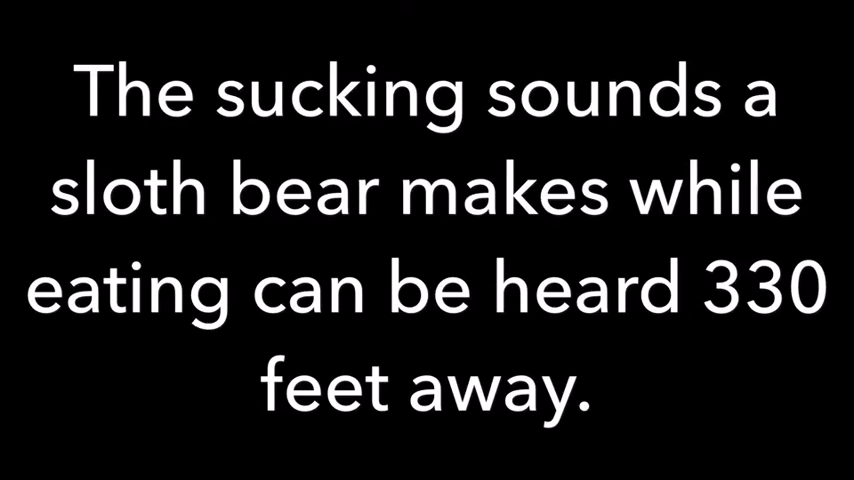 The sucking sounds a
sloth bear makes while
eating can be heard 330
feet away.